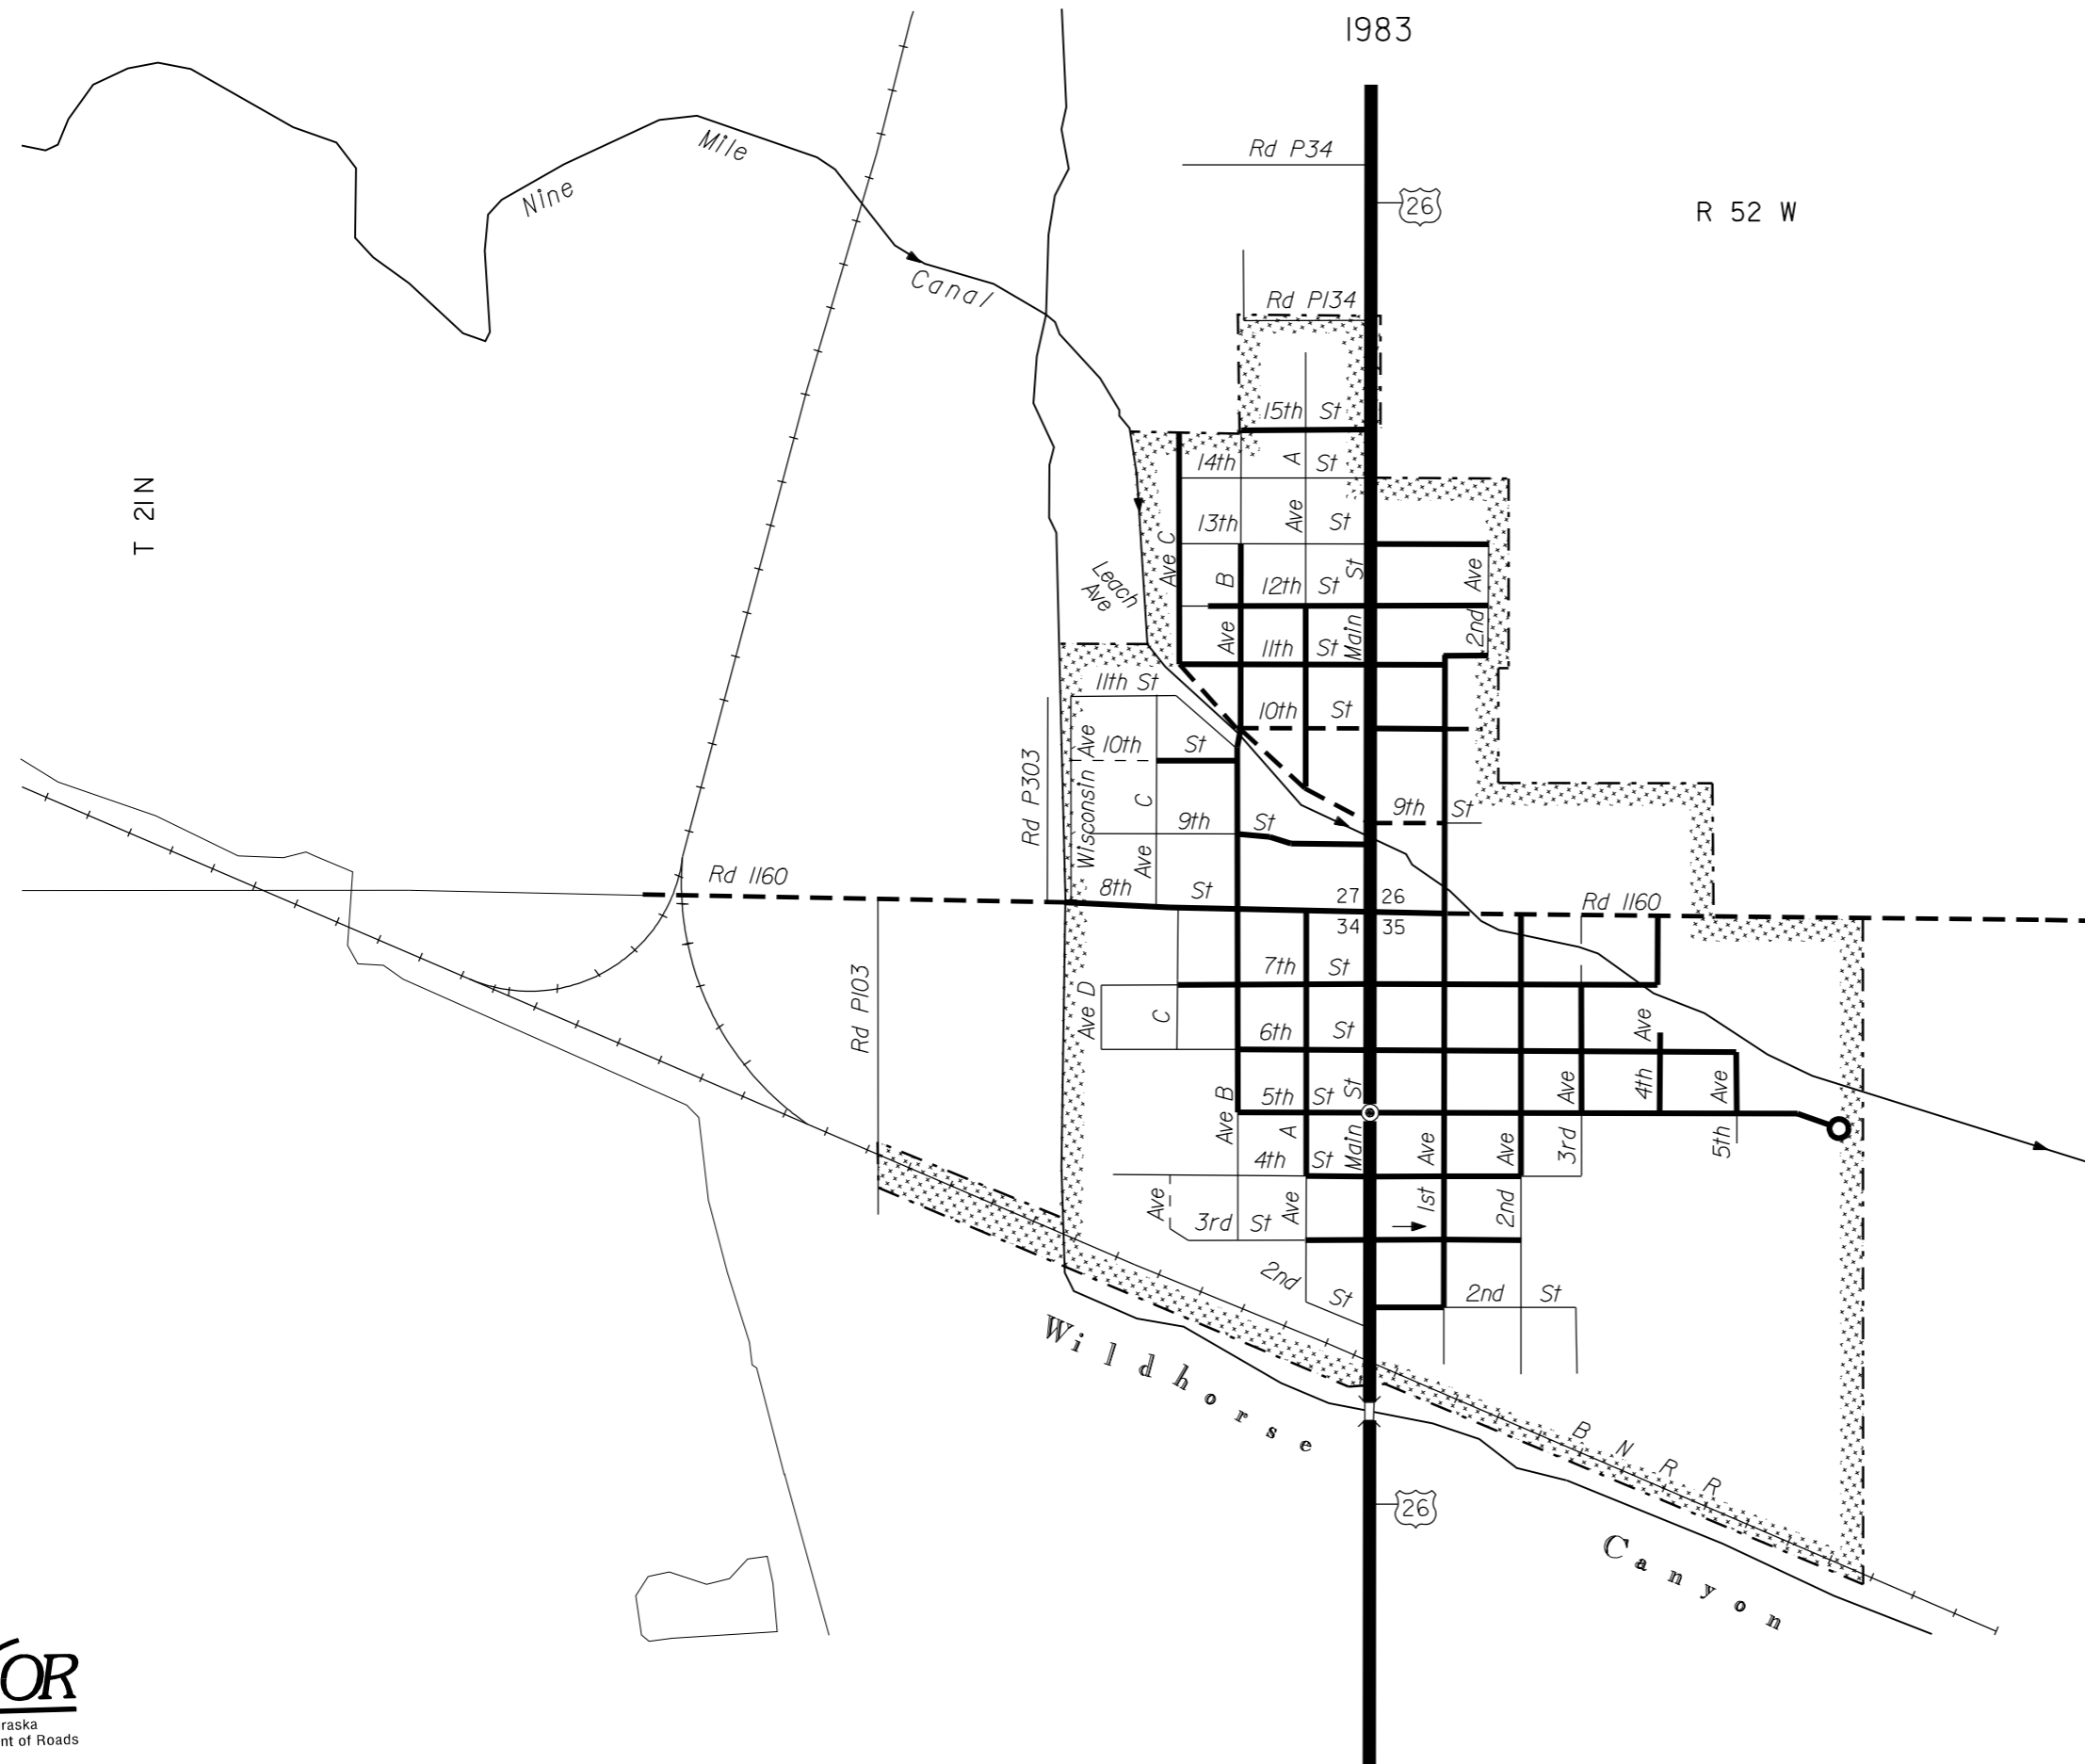 1983
Rd P34
26
R 52 W
Nine Mile Canal
Rd P134
15th St
T 21N
14th St
Ave A
13th St
Ave C
Main St
2nd Ave
Leach Ave
Ave B
12th St
11th St
11th St
10th St
Wisconsin Ave
10th St
Rd P303
Ave C
9th St
9th St
Rd 1160
8th St
27 26
34 35
Rd 1160
7th St
Rd P103
Ave D
C
6th St
4th Ave
Ave B
5th St
Main St
3rd Ave
5th Ave
A Ave
4th St
1st Ave
2nd Ave
Ave
3rd St
2nd St
2nd St
Wildhorse Canyon
B N R R
26
OR
raska
nt of Roads